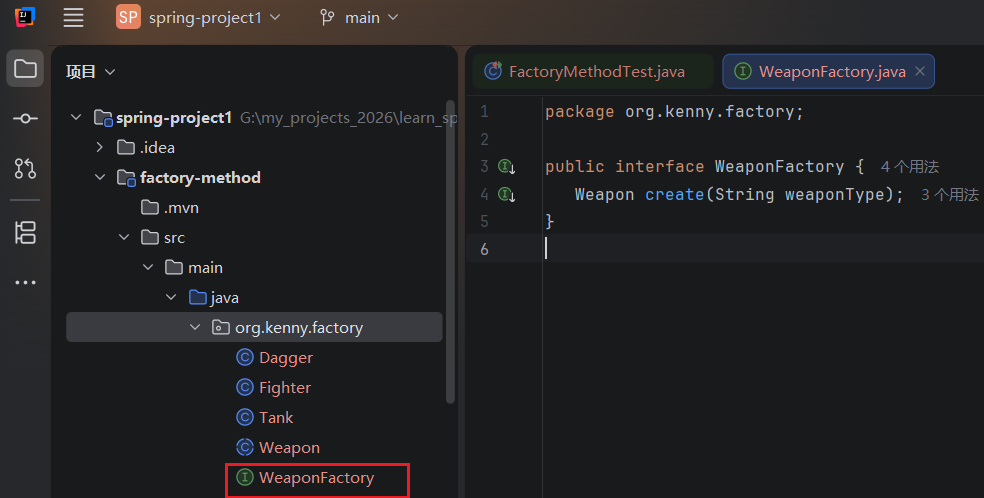 SP spring-project1 main
项目
spring-project1 G:\my_projects_2026\learn_sp
.idea
factory-method
.mvn
src
main
java
org.kenny.factory
Dagger
Fighter
Tank
Weapon
WeaponFactory
FactoryMethodTest.java WeaponFactory.java
1 package org.kenny.factory;
2
3 public interface WeaponFactory { 4 个用法
4 Weapon create(String weaponType); 3 个用法
5 }
6